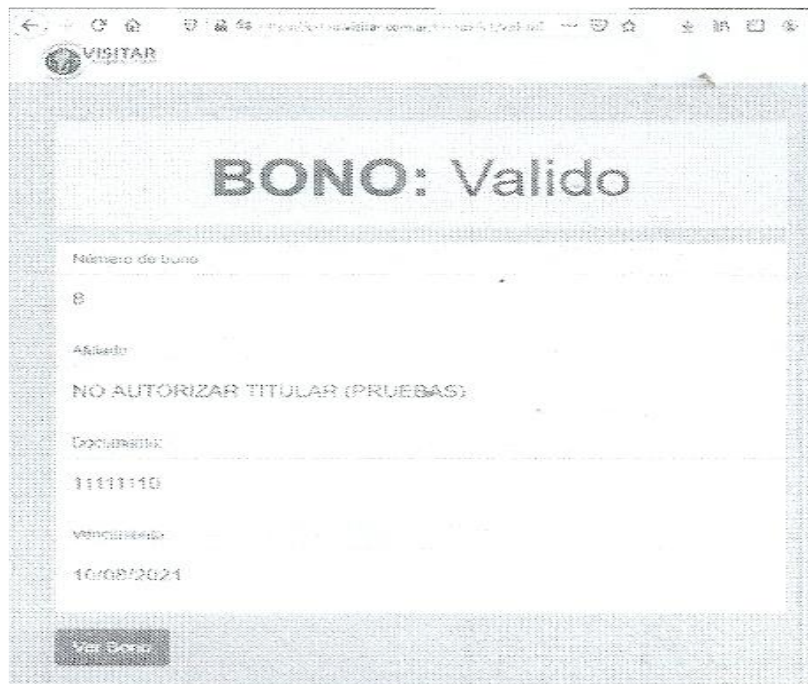 VISITAR
BONO: Valido
Número de bono
8
Afiliado:
NO AUTORIZAR TITULAR (PRUEBAS)
Documento:
11111110
Vencimiento
10/08/2021
Ver Bono